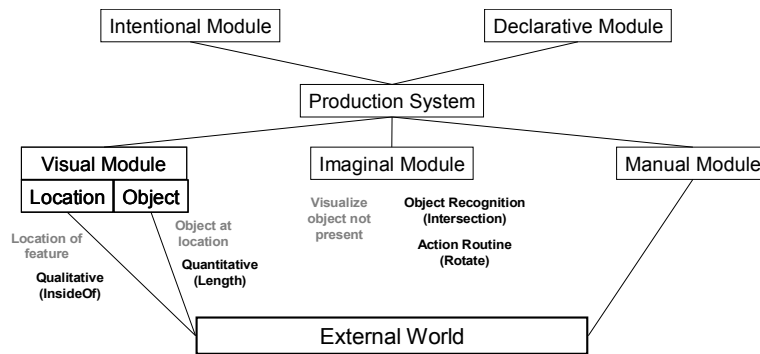 Intentional Module
Declarative Module
Production System
Visual Module
Imaginal Module
Manual Module
Location
Object
Location of
feature
Qualitative
(InsideOf)
Object at
location
Quantitative
(Length)
Visualize
object not
present
Object Recognition
(Intersection)
Action Routine
(Rotate)
External World